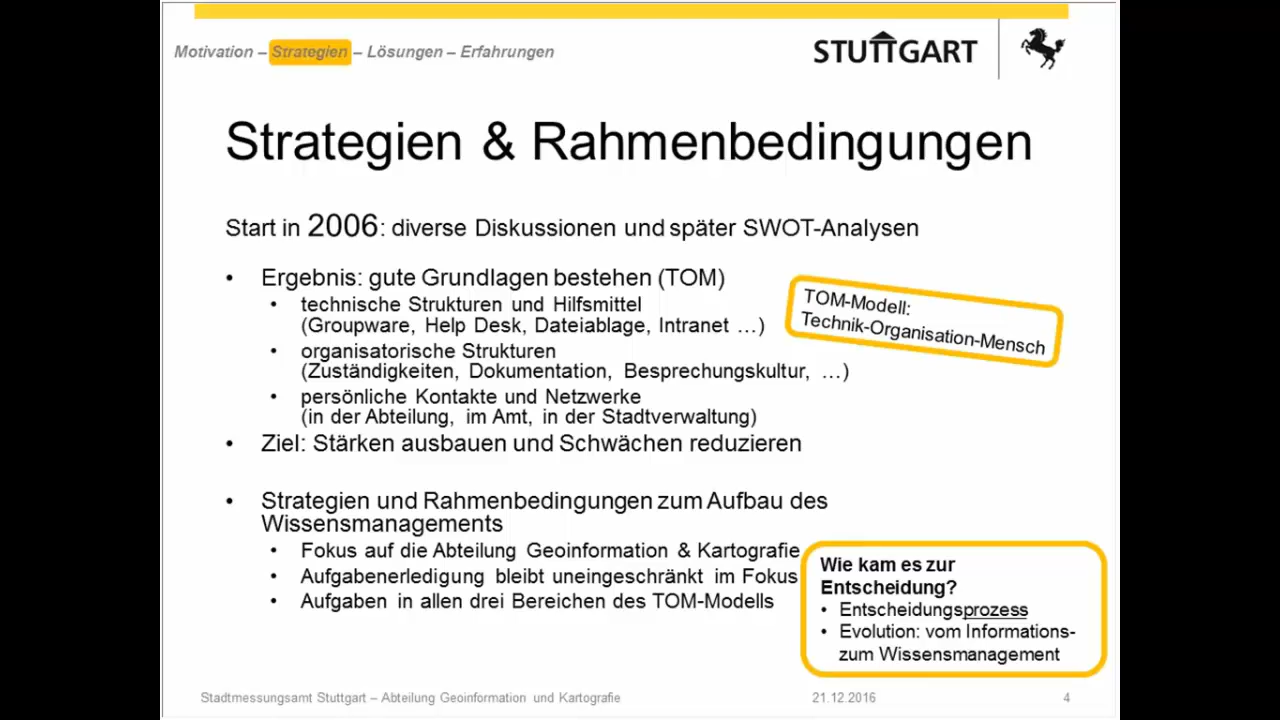 Motivation – Strategien – Lösungen – Erfahrungen
STUTTGART
Strategien & Rahmenbedingungen
Start in 2006: diverse Diskussionen und später SWOT-Analysen
• Ergebnis: gute Grundlagen bestehen (TOM)
• technische Strukturen und Hilfsmittel
(Groupware, Help Desk, Dateiablage, Intranet …)
• organisatorische Strukturen
(Zuständigkeiten, Dokumentation, Besprechungskultur, …)
• persönliche Kontakte und Netzwerke
(in der Abteilung, im Amt, in der Stadtverwaltung)
• Ziel: Stärken ausbauen und Schwächen reduzieren
TOM-Modell:
Technik-Organisation-Mensch
• Strategien und Rahmenbedingungen zum Aufbau des
Wissensmanagements
• Fokus auf die Abteilung Geoinformation & Kartografie
• Aufgabenerledigung bleibt uneingeschränkt im Fokus
• Aufgaben in allen drei Bereichen des TOM-Modells
Wie kam es zur
Entscheidung?
• Entscheidungsprozess
• Evolution: vom Informations-
zum Wissensmanagement
Stadtmessungsamt Stuttgart – Abteilung Geoinformation und Kartografie
21.12.2016
4